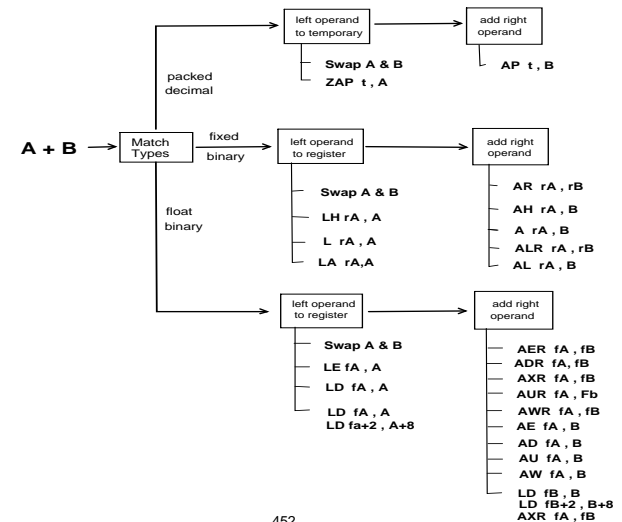 left operand
to temporary
add right
operand
Swap A & B
ZAP t , A
AP t , B
packed
decimal
A + B
Match
Types
fixed
binary
left operand
to register
add right
operand
Swap A & B
LH rA , A
L rA , A
LA rA,A
AR rA , rB
AH rA , B
A rA , B
ALR rA , rB
AL rA , B
float
binary
left operand
to register
add right
operand
Swap A & B
LE fA , A
LD fA , A
LD fA , A
LD fa+2 , A+8
AER fA , fB
ADR fA, fB
AXR fA , fB
AUR fA , Fb
AWR fA , fB
AE fA , B
AD fA , B
AU fA , B
AW fA , B
LD fB , B
LD fB+2 , B+8
AXR fA , fB
452